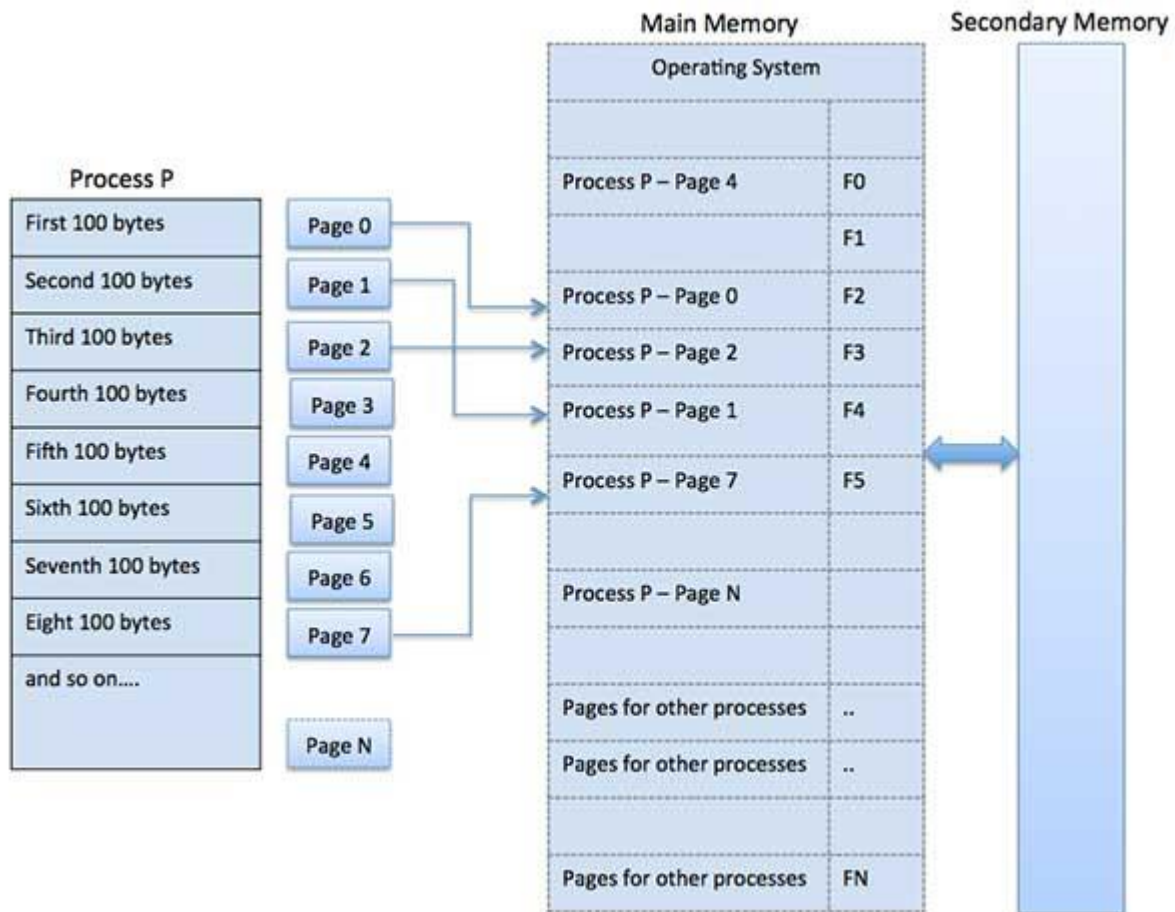 Main Memory
Secondary Memory
Operating System
Process P
First 100 bytes
Second 100 bytes
Third 100 bytes
Fourth 100 bytes
Fifth 100 bytes
Sixth 100 bytes
Seventh 100 bytes
Eight 100 bytes
and so on....
Page 0
Page 1
Page 2
Page 3
Page 4
Page 5
Page 6
Page 7
Page N
Process P – Page 4 F0
F1
Process P – Page 0 F2
Process P – Page 2 F3
Process P – Page 1 F4
Process P – Page 7 F5
Process P – Page N
Pages for other processes ..
Pages for other processes ..
Pages for other processes FN